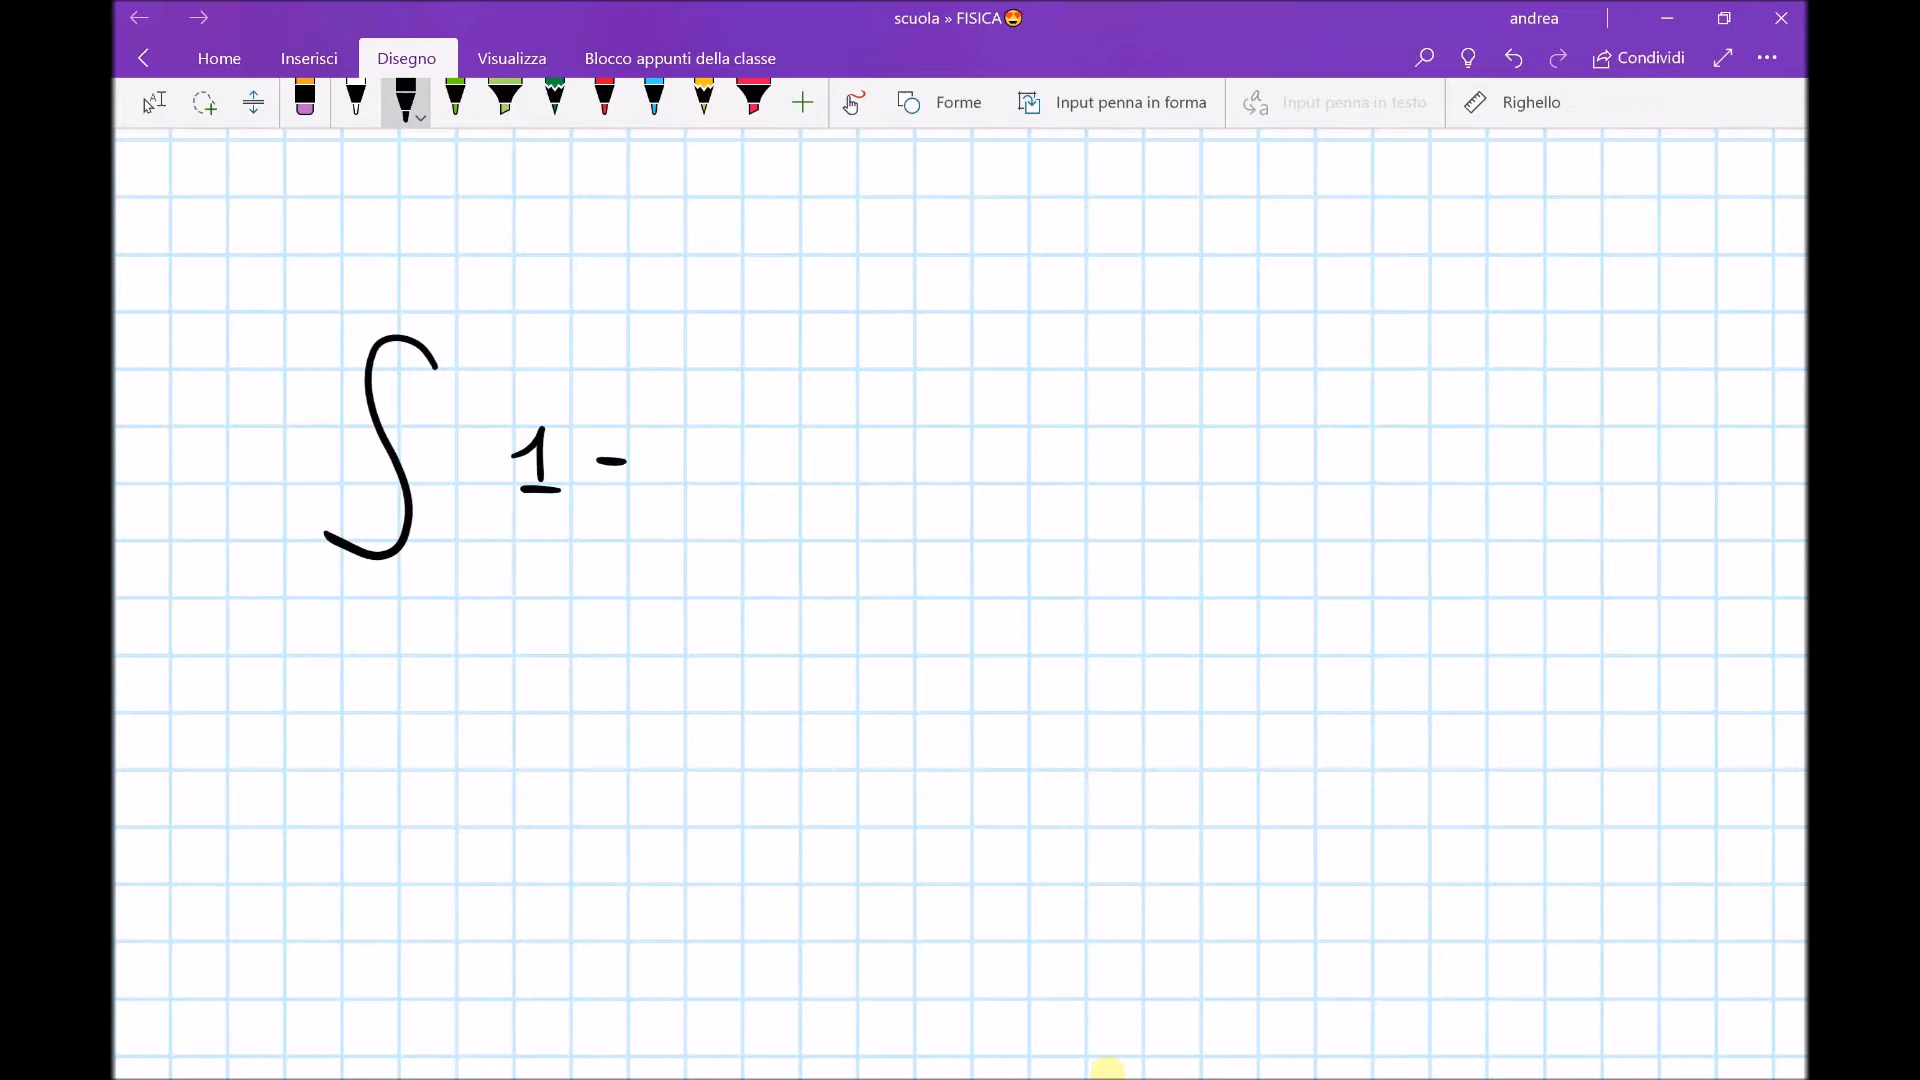 scuola » FISICA😍
andrea
Home Inserisci Disegno Visualizza Blocco appunti della classe Condividi
Forme Input penna in forma Input penna in testo Righello
∫ 1 -